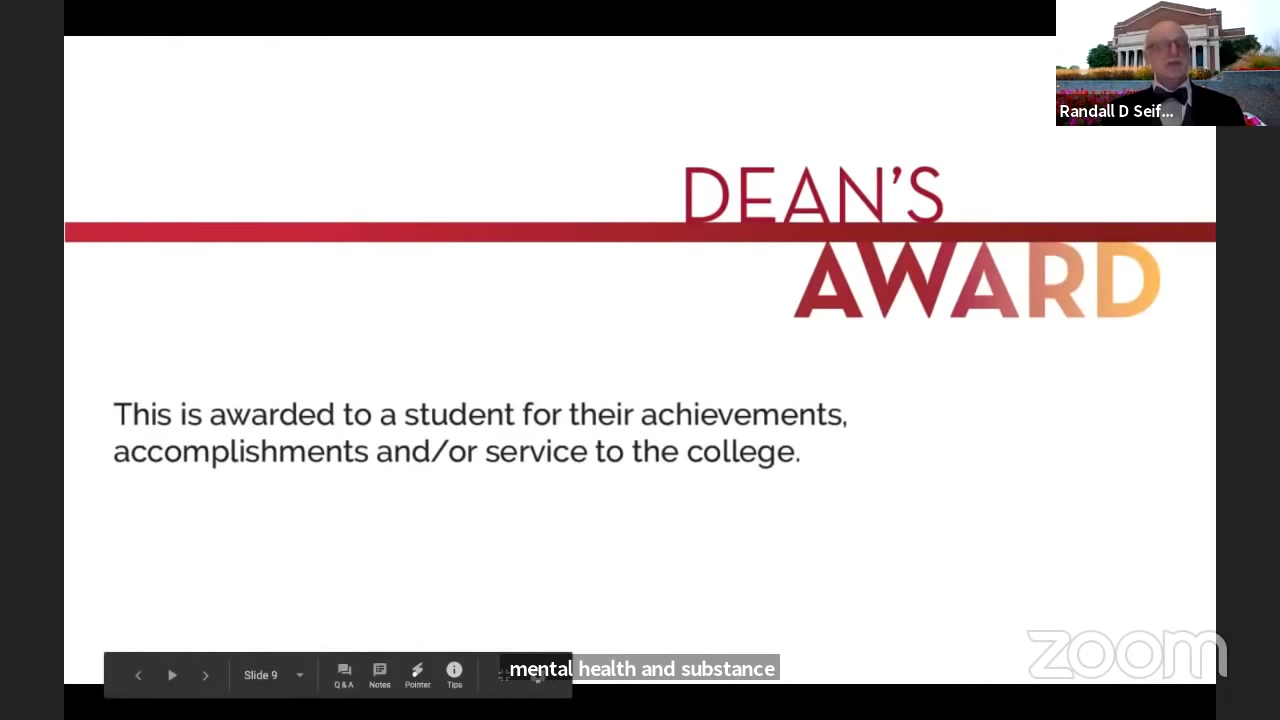 Randall D Seif...
DEAN'S
AWARD
This is awarded to a student for their achievements,
accomplishments and/or service to the college.
Slide 9
Q & A
Notes
Pointer
Tips
mental health and substance
zoom